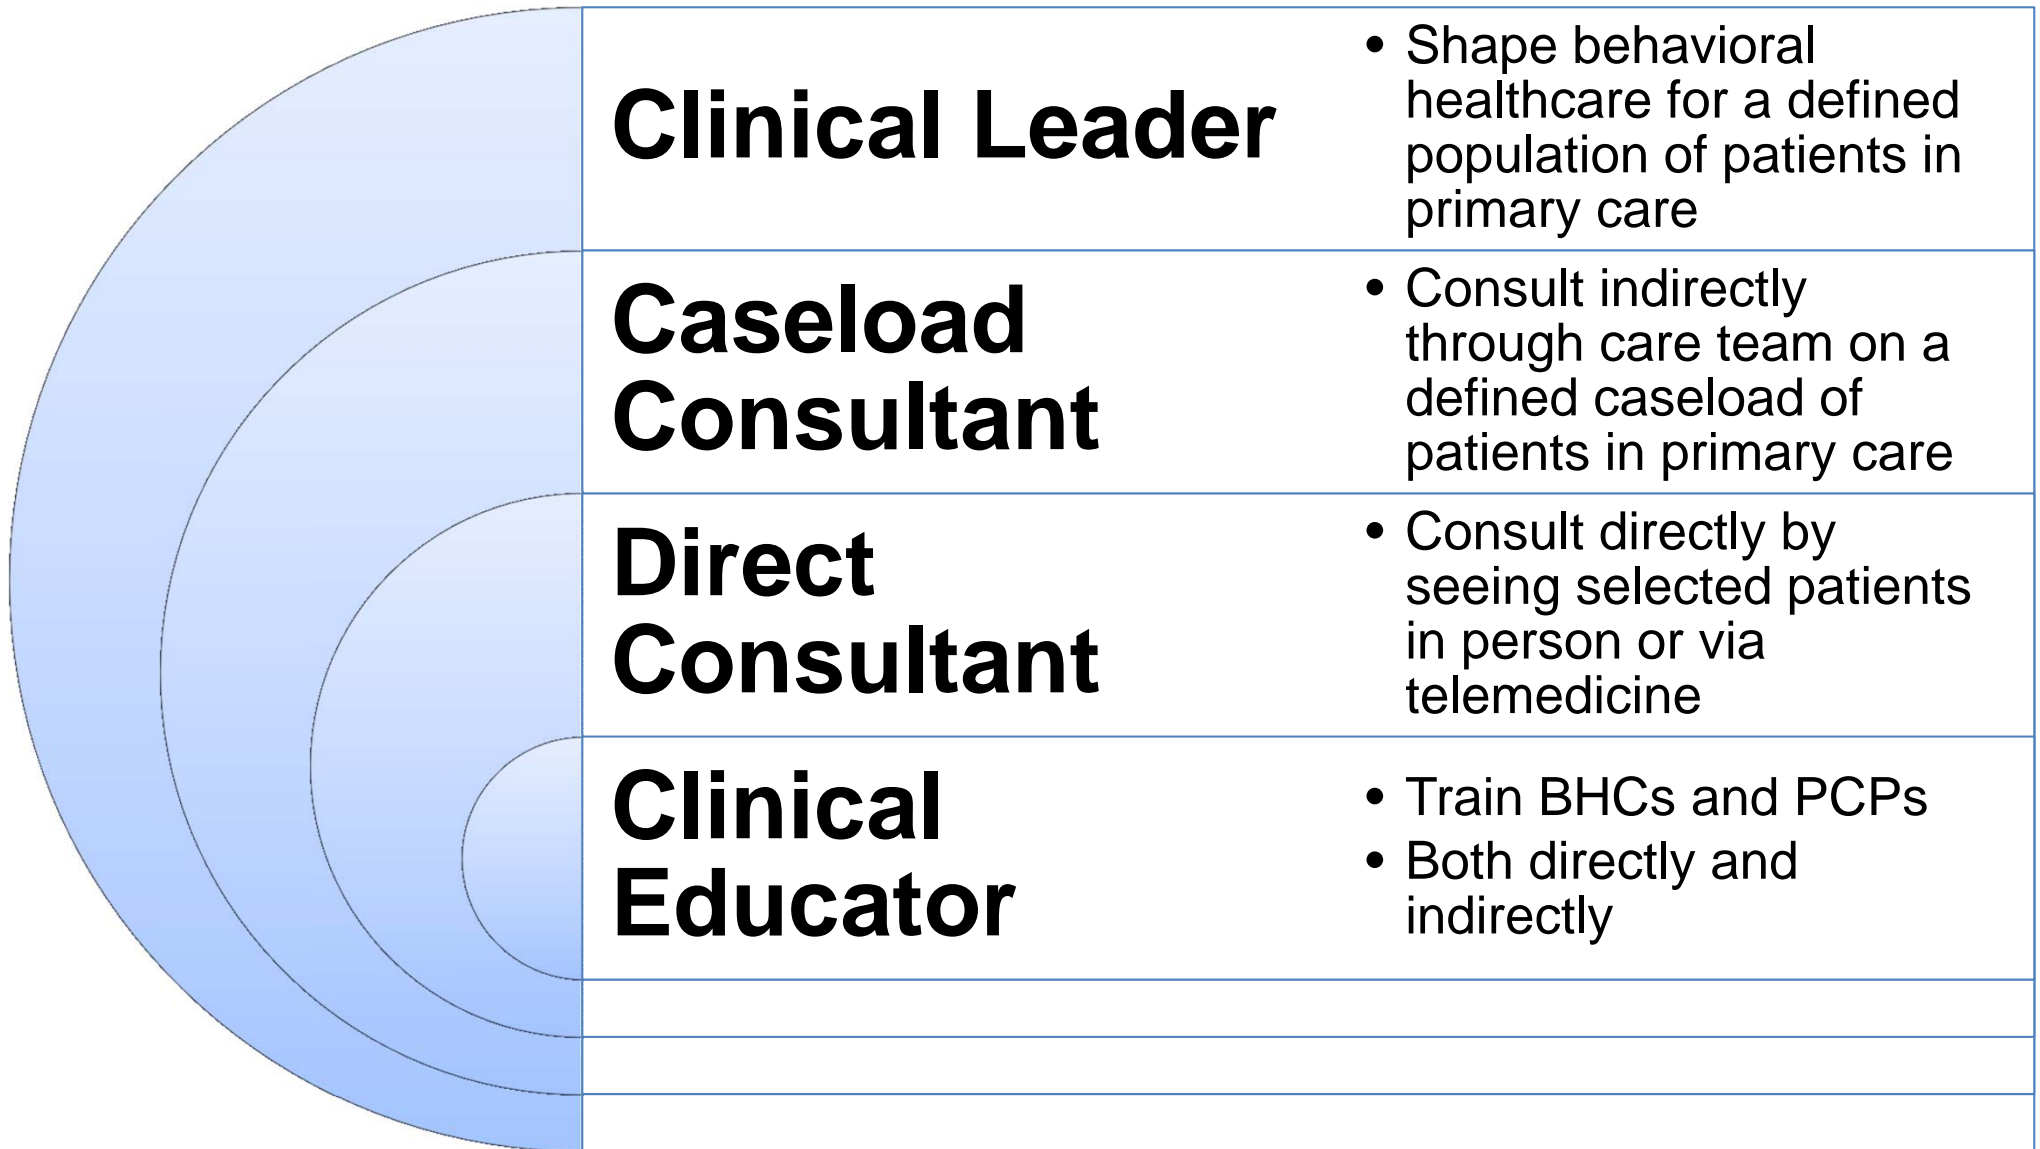 Clinical Leader
• Shape behavioral
healthcare for a defined
population of patients in
primary care
Caseload
Consultant
• Consult indirectly
through care team on a
defined caseload of
patients in primary care
Direct
Consultant
• Consult directly by
seeing selected patients
in person or via
telemedicine
Clinical
Educator
• Train BHCs and PCPs
• Both directly and
indirectly